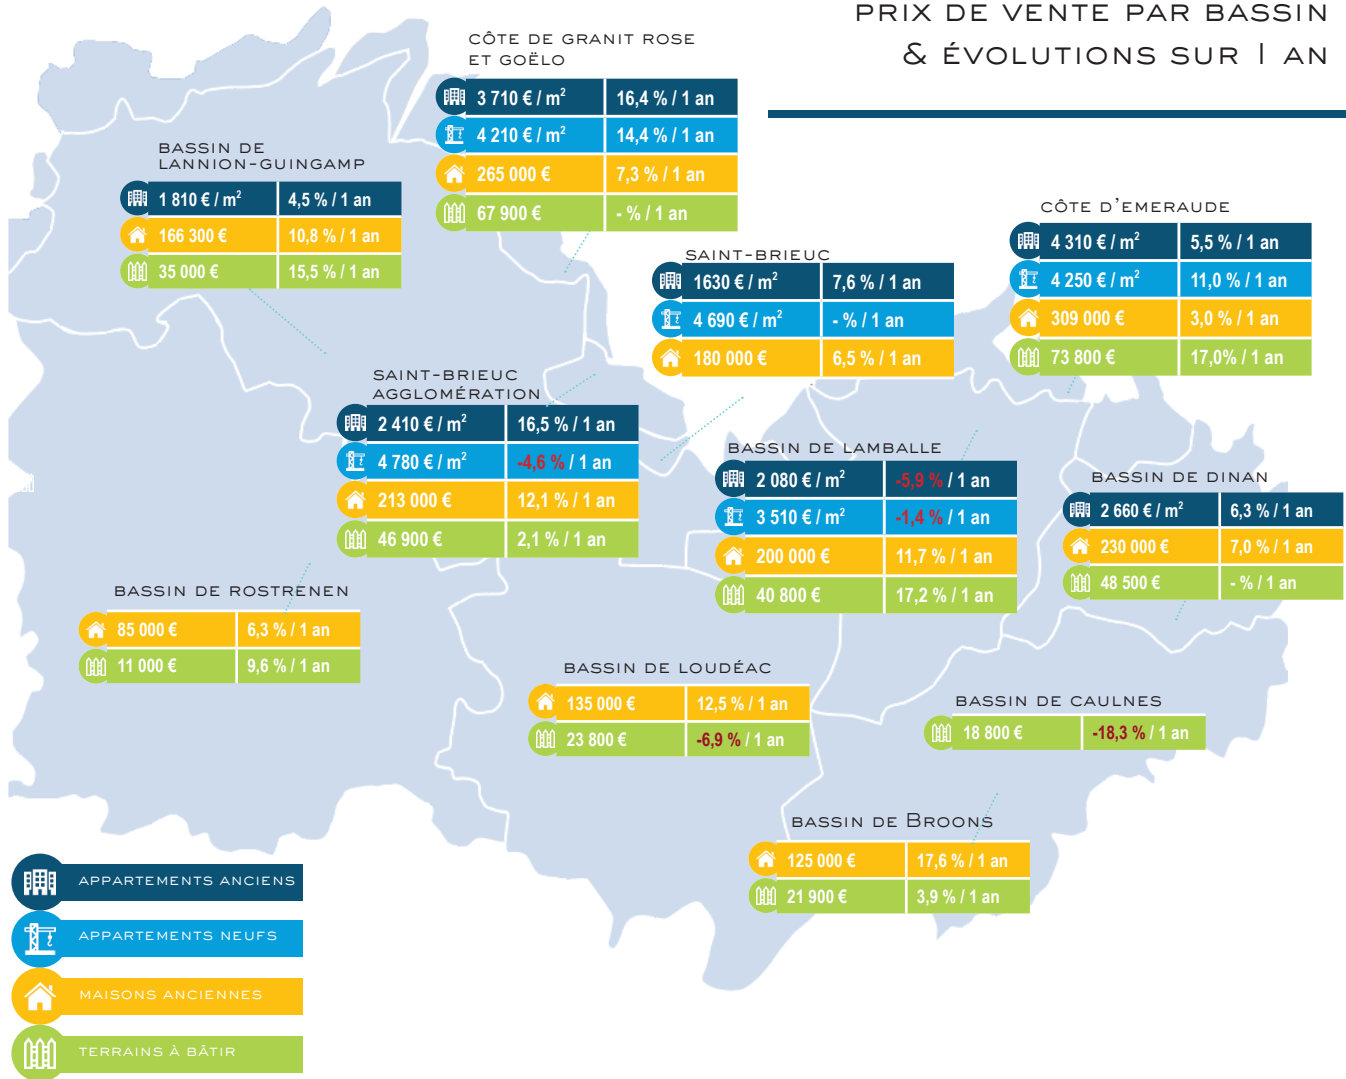 PRIX DE VENTE PAR BASSIN
& ÉVOLUTIONS SUR 1 AN
CÔTE DE GRANIT ROSE
ET GOËLO
3 710 € / m² 16,4 % / 1 an
4 210 € / m² 14,4 % / 1 an
265 000 € 7,3 % / 1 an
67 900 € - % / 1 an
BASSIN DE
LANNION-GUINGAMP
1 810 € / m² 4,5 % / 1 an
166 300 € 10,8 % / 1 an
35 000 € 15,5 % / 1 an
CÔTE D'EMERAUDE
4 310 € / m² 5,5 % / 1 an
4 250 € / m² 11,0 % / 1 an
309 000 € 3,0 % / 1 an
73 800 € 17,0% / 1 an
SAINT-BRIEUC
1630 € / m² 7,6 % / 1 an
4 690 € / m² - % / 1 an
180 000 € 6,5 % / 1 an
SAINT-BRIEUC
AGGLOMÉRATION
2 410 € / m² 16,5 % / 1 an
4 780 € / m² -4,6 % / 1 an
213 000 € 12,1 % / 1 an
46 900 € 2,1 % / 1 an
BASSIN DE LAMBALLE
2 080 € / m² -5,9 % / 1 an
3 510 € / m² -1,4 % / 1 an
200 000 € 11,7 % / 1 an
40 800 € 17,2 % / 1 an
BASSIN DE DINAN
2 660 € / m² 6,3 % / 1 an
230 000 € 7,0 % / 1 an
48 500 € - % / 1 an
BASSIN DE ROSTRENEN
85 000 € 6,3 % / 1 an
11 000 € 9,6 % / 1 an
BASSIN DE LOUDÉAC
135 000 € 12,5 % / 1 an
23 800 € -6,9 % / 1 an
BASSIN DE CAULNES
18 800 € -18,3 % / 1 an
BASSIN DE BROONS
125 000 € 17,6 % / 1 an
21 900 € 3,9 % / 1 an
APPARTEMENTS ANCIENS
APPARTEMENTS NEUFS
MAISONS ANCIENNES
TERRAINS À BÂTIR